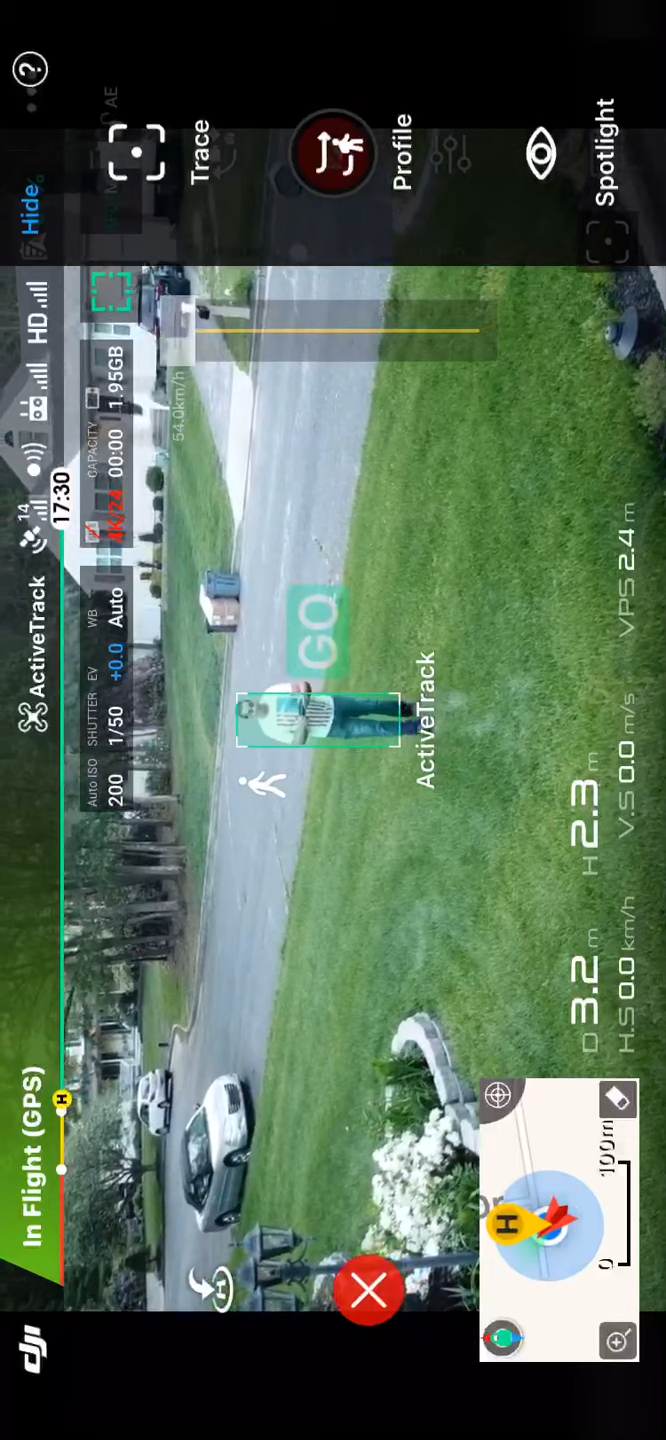 dji
In Flight (GPS)
ActiveTrack
14
HD
Hide
?
H
17:30
Auto ISO
200
SHUTTER
1/50
EV
+0.0
WB
Auto
4K/24
CAPACITY
00:00
1.95GB
AE
54.0km/h
Trace
Profile
Spotlight
GO
ActiveTrack
H
D 3.2 m
H 2.3 m
H.S 0.0 km/h
V.S 0.0 m/s
VPS 2.4 m
H
0
100m